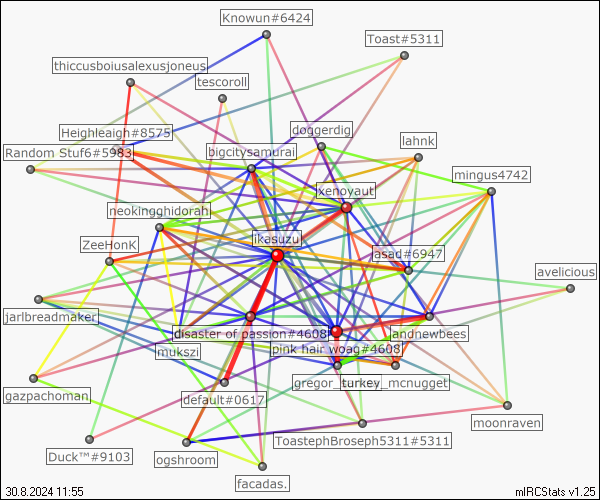 Knowun#6424
Toast#5311
thiccusboiusalexusjoneus
tescoroll
Heighleaigh#8575
doggerdig
lahnk
Random Stuf6#5983
bigcitysamurai
mingus4742
xenoyaut
neokingghidorah
jikasuzu
ZeeHonK
asad#6947
avelicious
jarlbreadmaker
disaster of passion#4608
landnewbees
mukszi
pink hair woag#4608
gregor_turkey_mcnugget
gazpachoman
default#0617
moonraven
ToastephBroseph5311#5311
Duck™#9103
ogshroom
facadas.
30.8.2024 11:55
mIRCStats v1.25